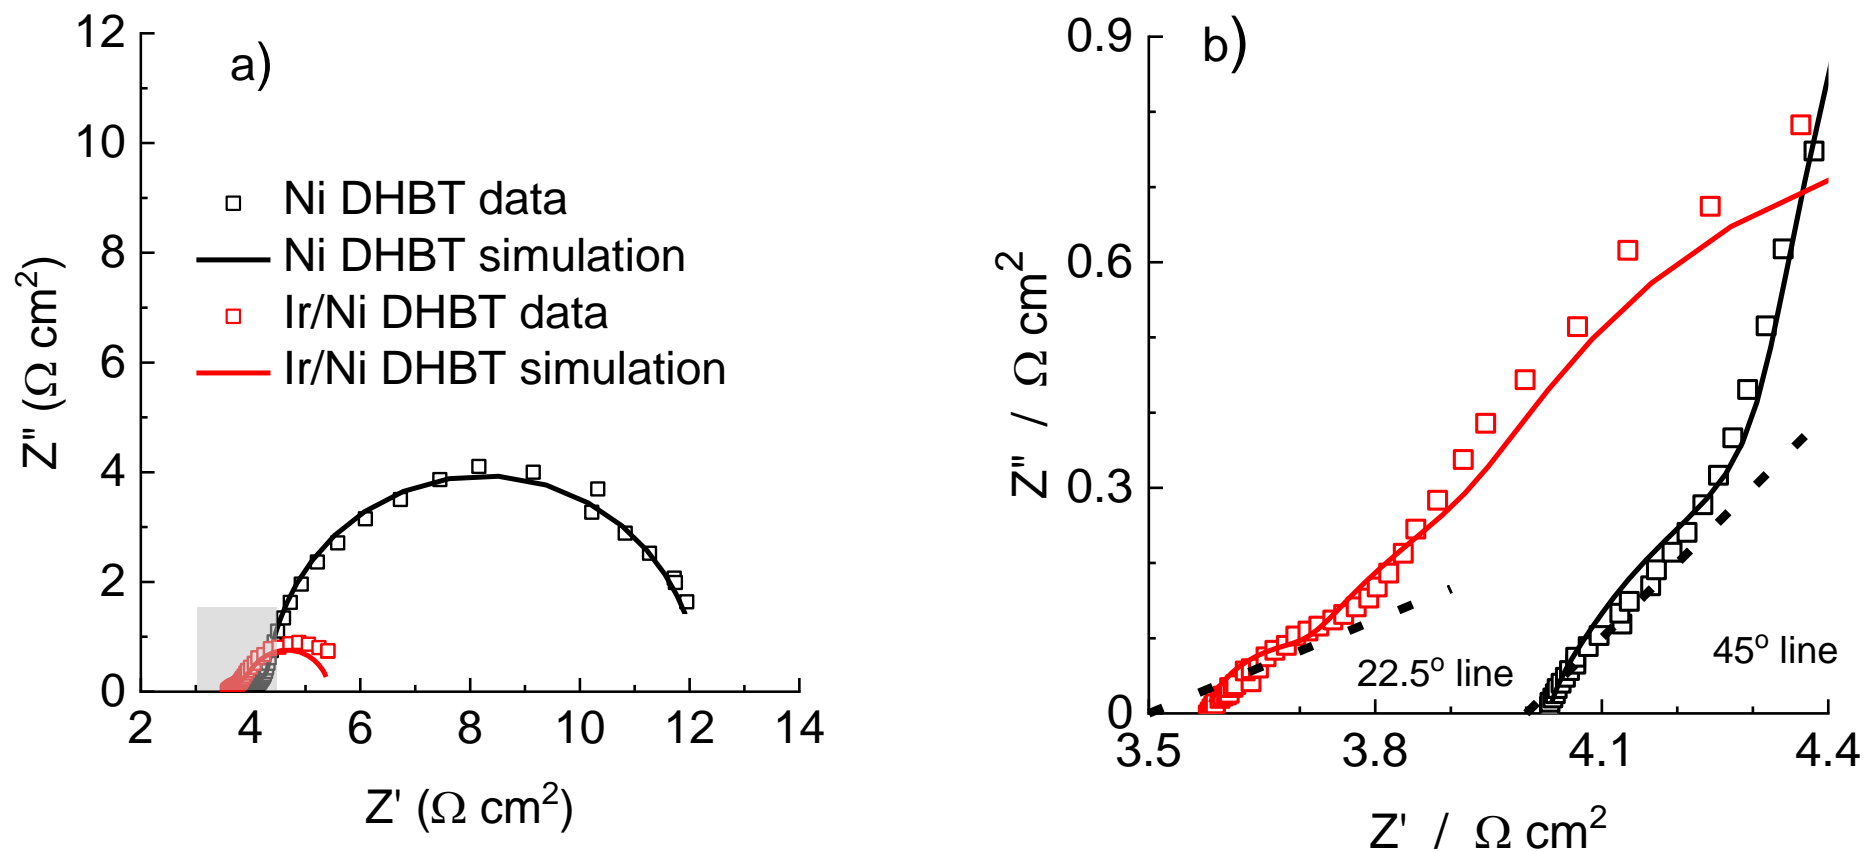 a)
12
10
8
6
4
2
0
2 4 6 8 10 12 14
Z" (Ω cm²)
Z' (Ω cm²)
Ni DHBT data
Ni DHBT simulation
Ir/Ni DHBT data
Ir/Ni DHBT simulation
b)
0.9
0.6
0.3
0
3.5 3.8 4.1 4.4
Z" / Ω cm²
Z' / Ω cm²
22.5° line
45° line